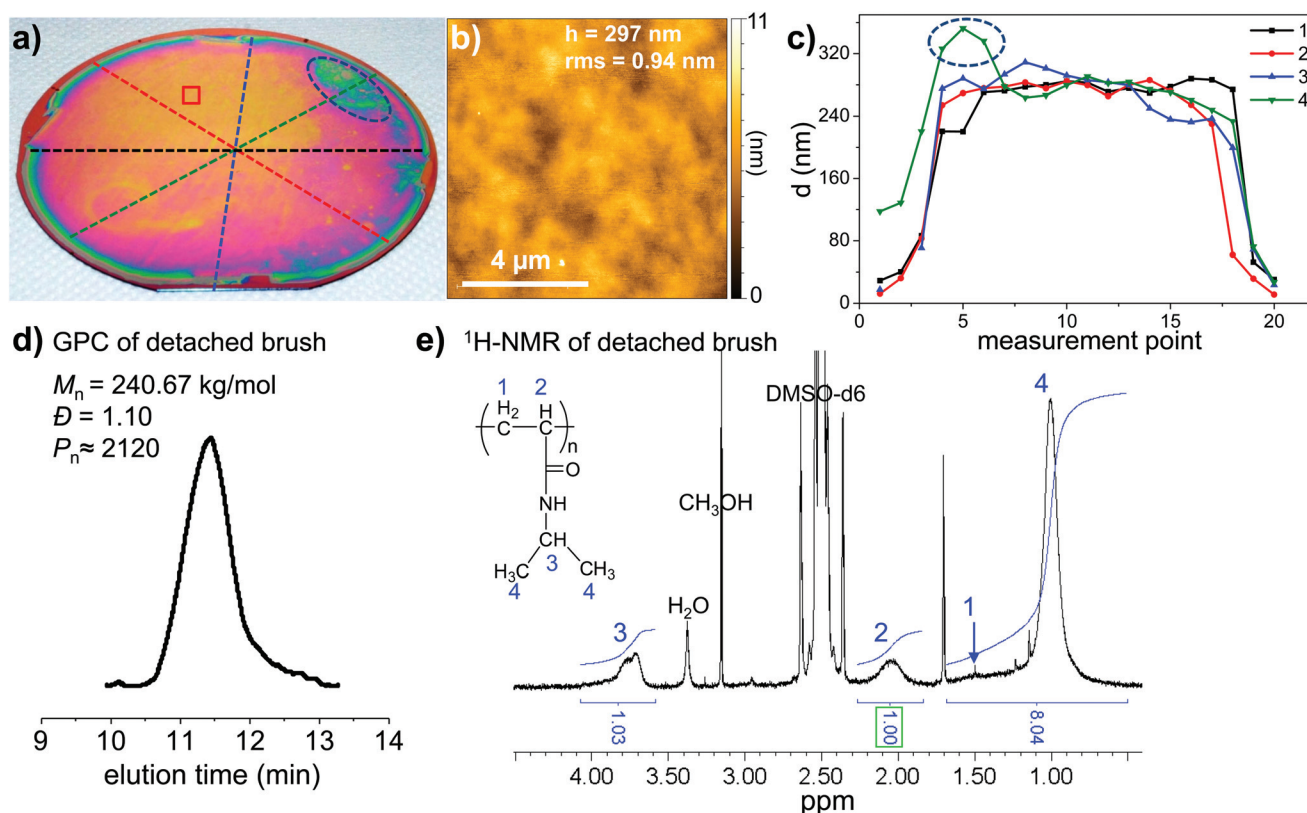 a)
b)
h = 297 nm
rms = 0.94 nm
4 µm
11
(nm)
0
c)
d (nm)
320
240
160
80
0
0
5
10
15
20
measurement point
1
2
3
4
d) GPC of detached brush
Mn = 240.67 kg/mol
Đ = 1.10
Pn ≈ 2120
9
10
11
12
13
14
elution time (min)
e) ¹H-NMR of detached brush
1
2
H₂
H
C
C
n
O
NH
CH
H₃C
3
CH₃
4
4
3
H₂O
CH₃OH
DMSO-d6
2
1
4
1.03
1.00
8.04
4.00
3.50
3.00
2.50
2.00
1.50
1.00
ppm